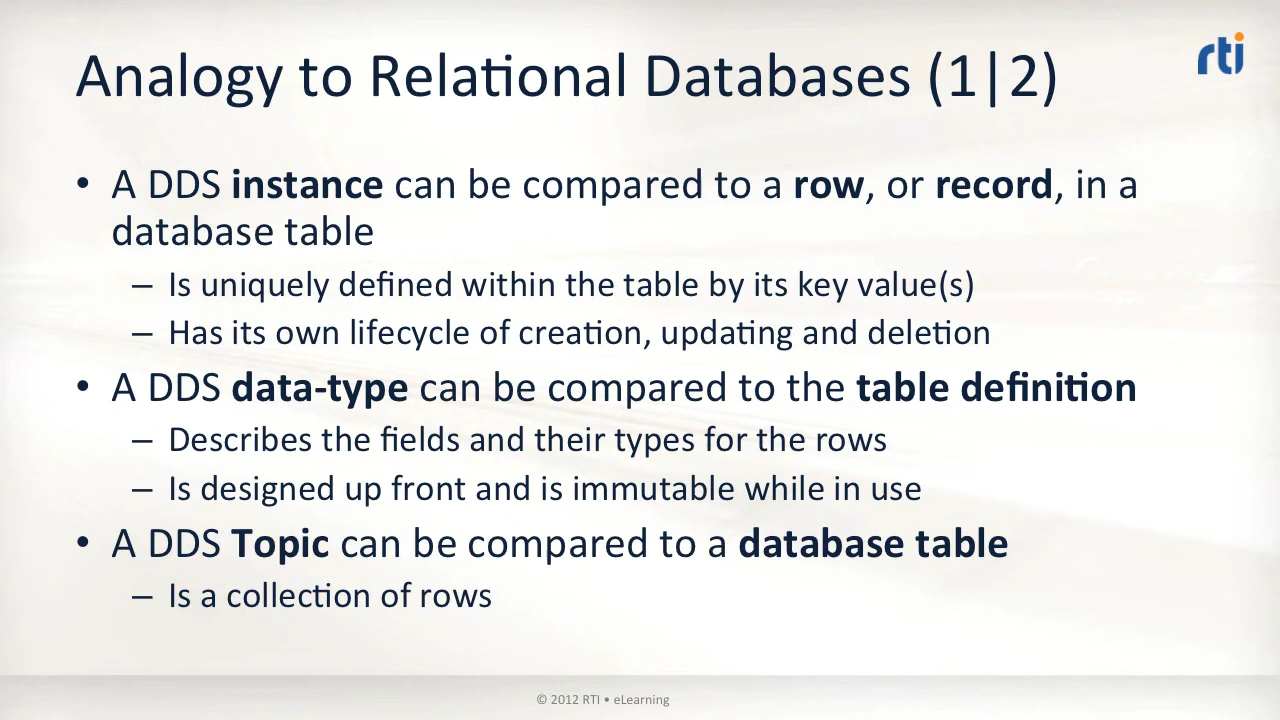 Analogy to Relational Databases (1|2)
rti
• A DDS instance can be compared to a row, or record, in a
database table
– Is uniquely defined within the table by its key value(s)
– Has its own lifecycle of creation, updating and deletion
• A DDS data-type can be compared to the table definition
– Describes the fields and their types for the rows
– Is designed up front and is immutable while in use
• A DDS Topic can be compared to a database table
– Is a collection of rows
© 2012 RTI • eLearning